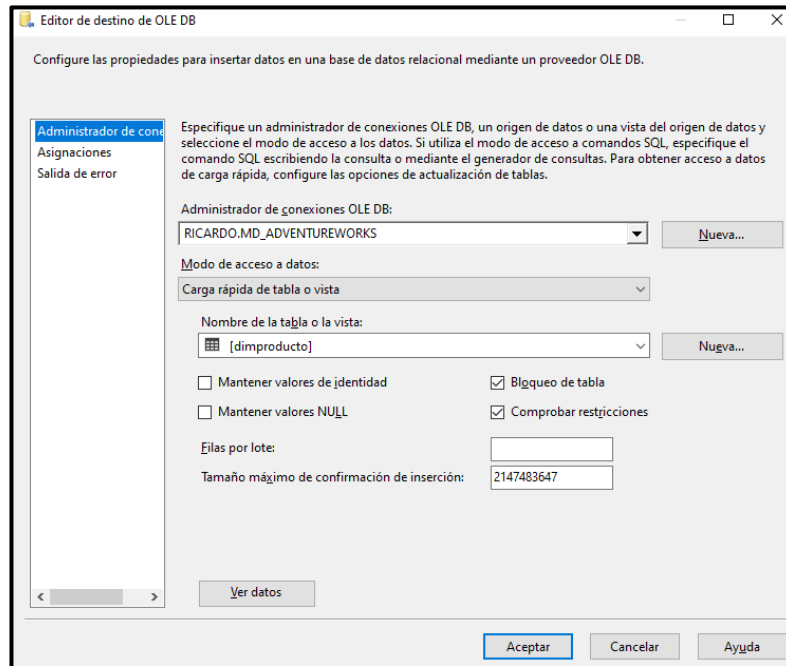 Editor de destino de OLE DB
Configure las propiedades para insertar datos en una base de datos relacional mediante un proveedor OLE DB.
Administrador de cone
Asignaciones
Salida de error
Especifique un administrador de conexiones OLE DB, un origen de datos o una vista del origen de datos y
seleccione el modo de acceso a los datos. Si utiliza el modo de acceso a comandos SQL, especifique el
comando SQL escribiendo la consulta o mediante el generador de consultas. Para obtener acceso a datos
de carga rápida, configure las opciones de actualización de tablas.
Administrador de conexiones OLE DB:
RICARDO.MD_ADVENTUREWORKS
Nueva...
Modo de acceso a datos:
Carga rápida de tabla o vista
Nombre de la tabla o la vista:
[dimproducto]
Nueva...
Mantener valores de identidad
Bloqueo de tabla
Mantener valores NULL
Comprobar restricciones
Filas por lote:
Tamaño máximo de confirmación de inserción:
2147483647
Ver datos
Aceptar
Cancelar
Ayuda